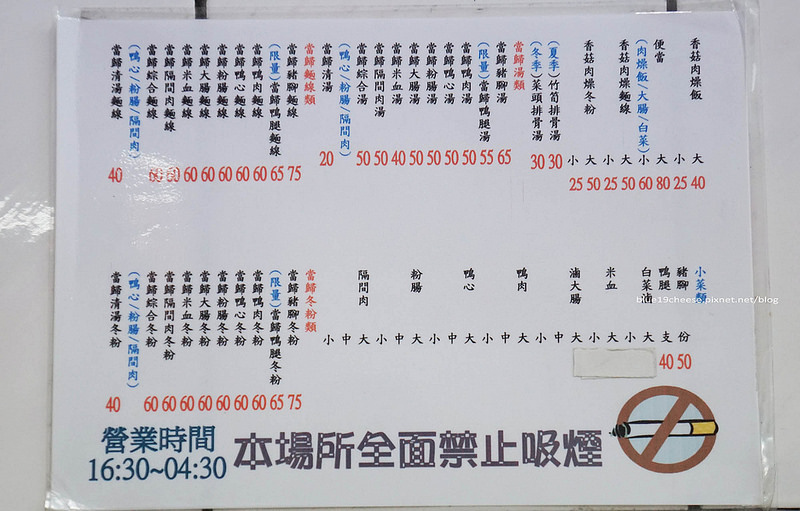 香菇肉燥飯 大 40
小 25
便當 大 80
(肉燥飯/大腸/白菜) 小 60
香菇肉燥麵線 大 50
小 25
香菇肉燥冬粉 大 50
小 25
(夏季)竹筍排骨湯 30
(冬季)菜頭排骨湯 30
當歸湯類
當歸豬腳湯 65
(限量)當歸鴨腿湯 55
當歸鴨肉湯 50
當歸鴨心湯 50
當歸粉腸湯 50
當歸大腸湯 50
當歸米血湯 40
當歸隔間肉湯 50
當歸綜合湯 50
(鴨心/粉腸/隔間肉)
當歸清湯 20
當歸麵線類
當歸豬腳麵線 75
(限量)當歸鴨腿麵線 65
當歸鴨肉麵線 60
當歸鴨心麵線 60
當歸粉腸麵線 60
當歸大腸麵線 60
當歸米血麵線 60
當歸隔間肉麵線 60
當歸綜合麵線 60
(鴨心/粉腸/隔間肉)
當歸清湯麵線 40
小菜類
豬腳 份 50
鴨腿 支 40
白菜滷 大 小
米血 大 小
滷大腸 大 中 小
鴨肉 大 中 小
鴨心 大 中 小
粉腸 大 中 小
隔間肉 大 中 小
當歸冬粉類
當歸豬腳冬粉 75
(限量)當歸鴨腿冬粉 65
當歸鴨肉冬粉 60
當歸鴨心冬粉 60
當歸粉腸冬粉 60
當歸大腸冬粉 60
當歸米血冬粉 60
當歸隔間肉冬粉 60
當歸綜合冬粉 60
(鴨心/粉腸/隔間肉)
當歸清湯冬粉 40
營業時間
16:30~04:30
本場所全面禁止吸煙